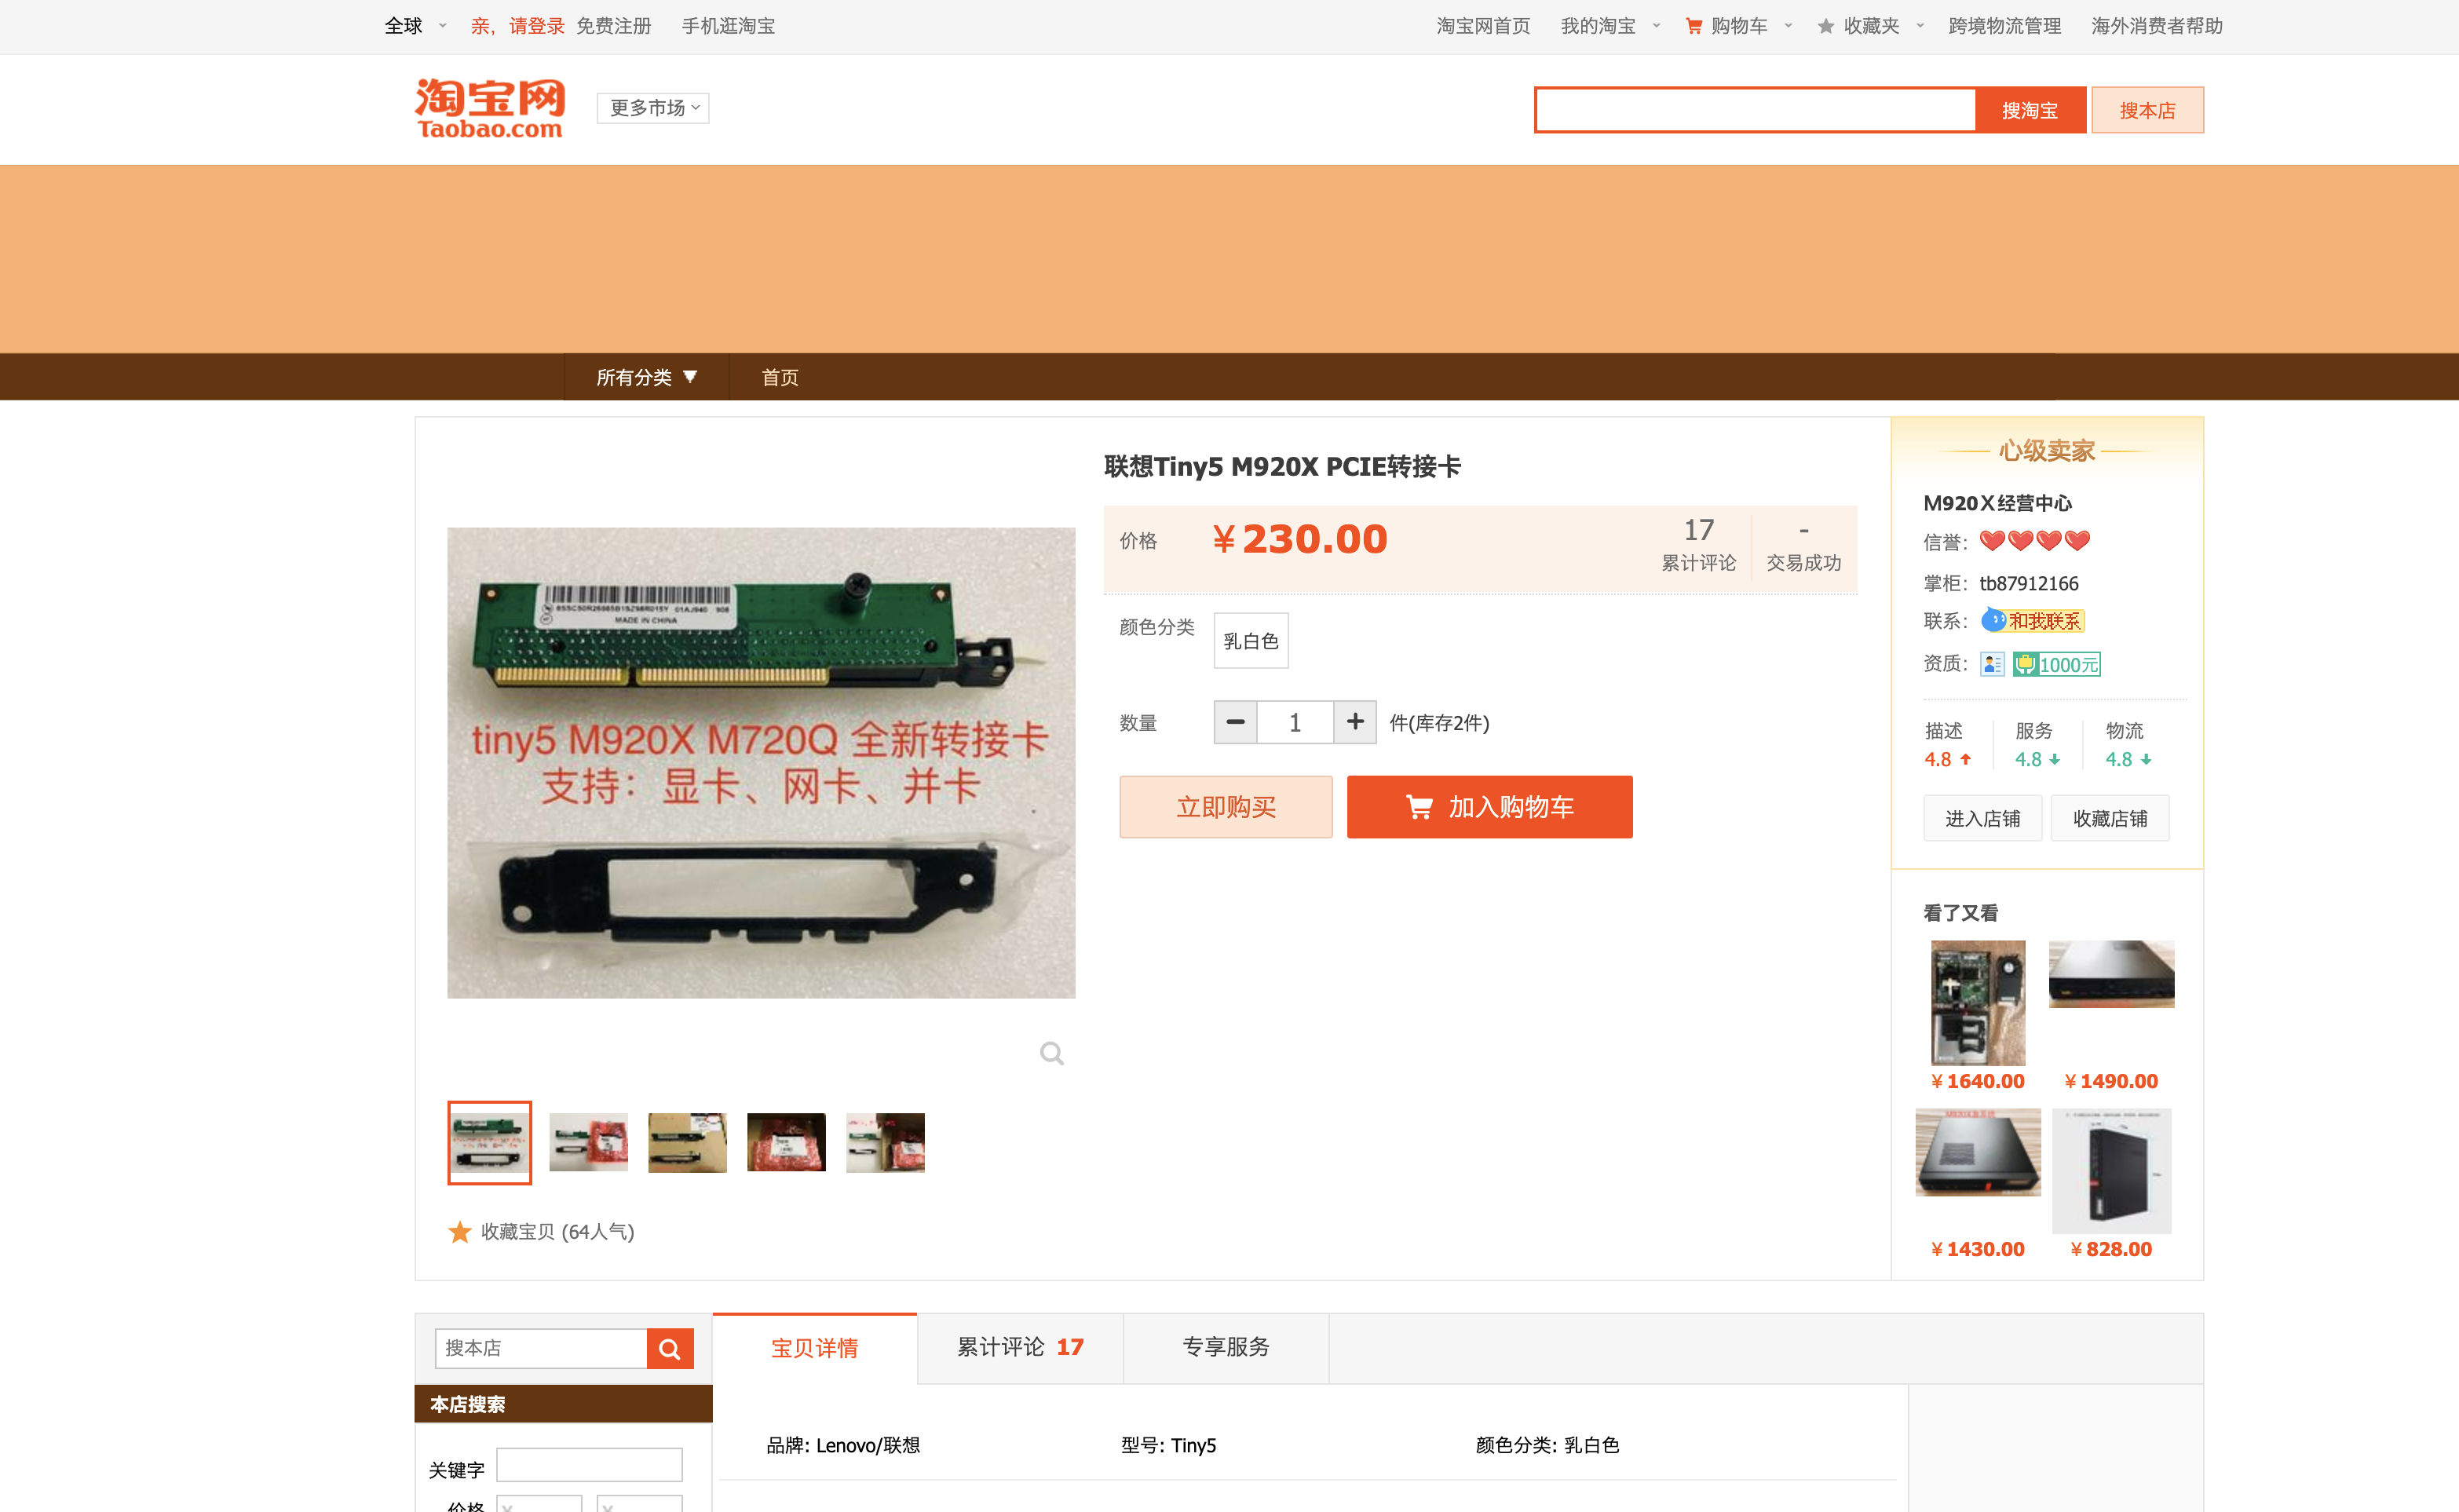 全球 亲，请登录 免费注册 手机逛淘宝 淘宝网首页 我的淘宝 购物车 收藏夹 跨境物流管理 海外消费者帮助
淘宝网
Taobao.com
更多市场
搜淘宝 搜本店
所有分类 首页
联想Tiny5 M920X PCIE转接卡
价格 ¥230.00
17
累计评论
-
交易成功
颜色分类 乳白色
数量 1 件(库存2件)
立即购买 加入购物车
MADE IN CHINA
tiny5 M920X M720Q 全新转接卡
支持：显卡、网卡、并卡
收藏宝贝 (64人气)
心级卖家
M920X经营中心
信誉：
掌柜：tb87912166
联系：和我联系
资质：1000元
描述 服务 物流
4.8 4.8 4.8
进入店铺 收藏店铺
看了又看
¥1640.00 ¥1490.00
¥1430.00 ¥828.00
搜本店
宝贝详情 累计评论 17 专享服务
本店搜索
关键字
价格 ¥ ¥
品牌: Lenovo/联想 型号: Tiny5 颜色分类: 乳白色